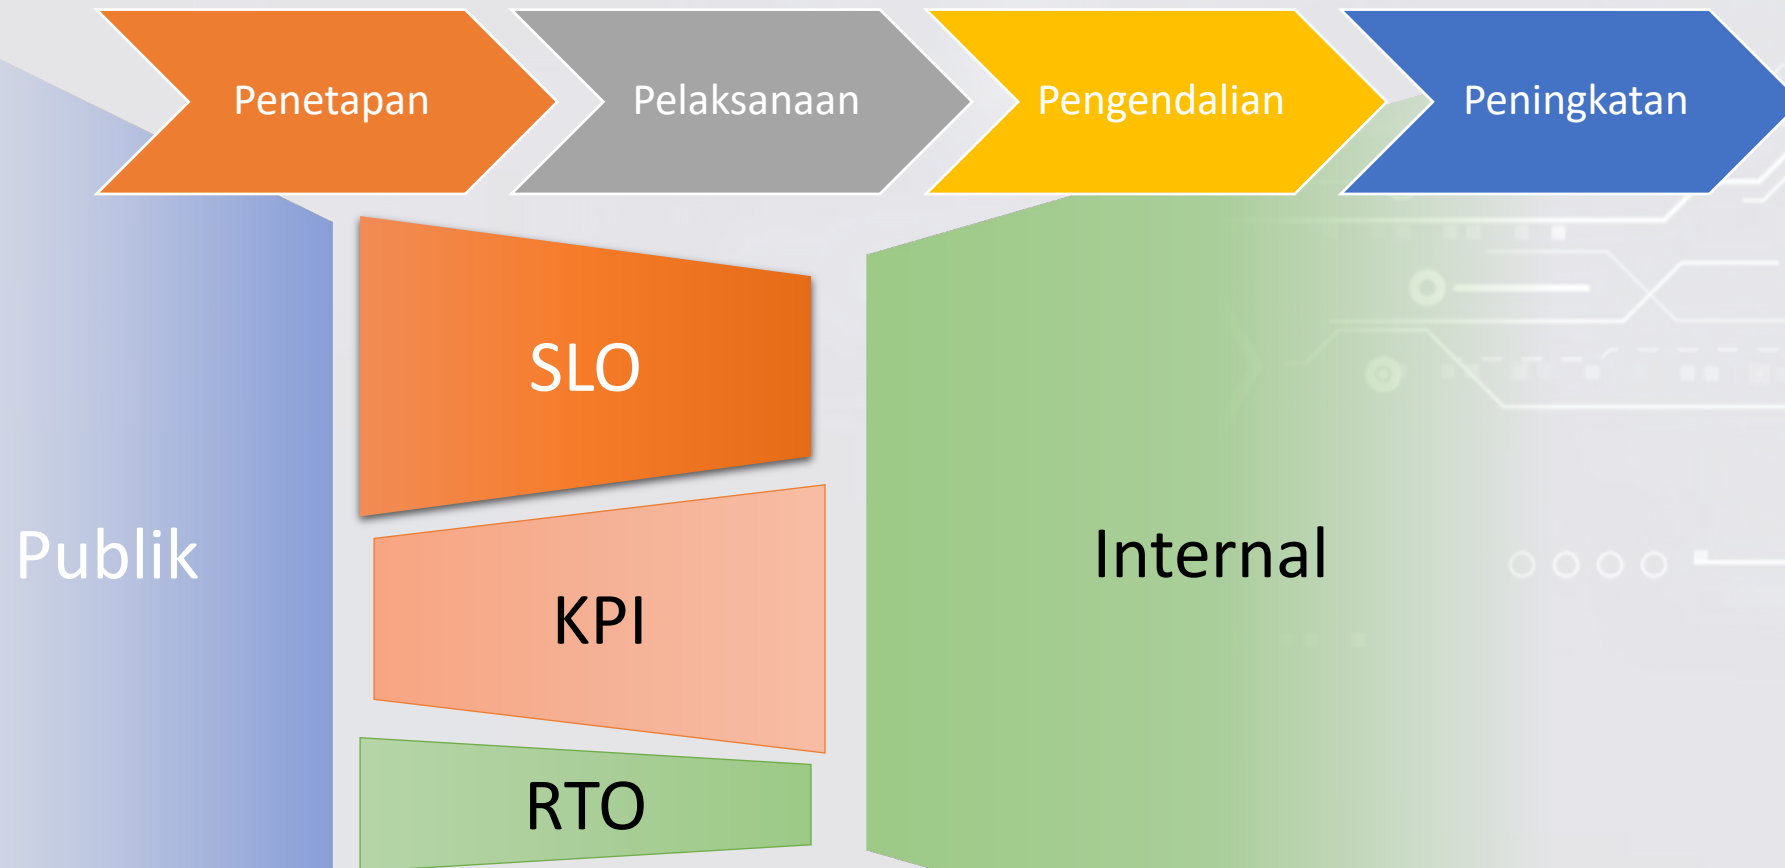 Penetapan
Pelaksanaan
Pengendalian
Peningkatan
Publik
SLO
KPI
RTO
Internal